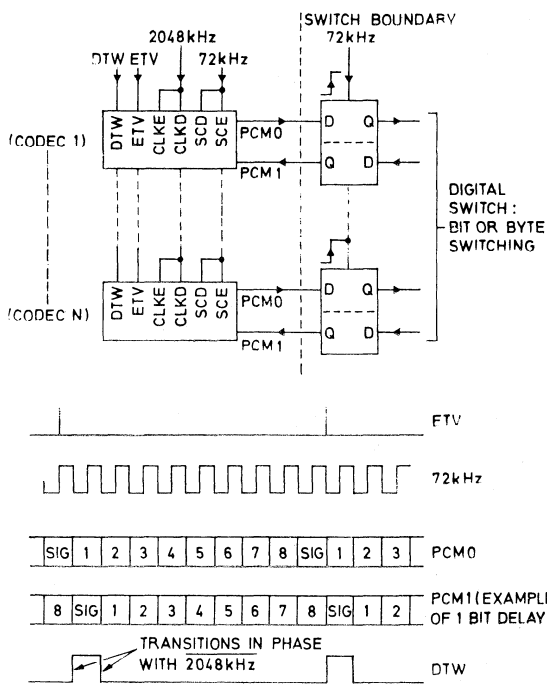 SWITCH BOUNDARY
2048kHz
72kHz
DTW ETV
72kHz
DTW
ETV
CLKE
CLKD
SCD
SCE
D Q
Q D
PCM0
PCM1
(CODEC 1)
DIGITAL
SWITCH :
BIT OR BYTE
SWITCHING
DTW
ETV
CLKE
CLKD
SCD
SCE
D Q
Q D
PCM0
PCM1
(CODEC N)
ETV
72kHz
SIG 1 2 3 4 5 6 7 8 SIG 1 2 3 PCM0
8 SIG 1 2 3 4 5 6 7 8 SIG 1 2 PCM1 (EXAMPLE
OF 1 BIT DELAY
TRANSITIONS IN PHASE
WITH 2048kHz
DTW